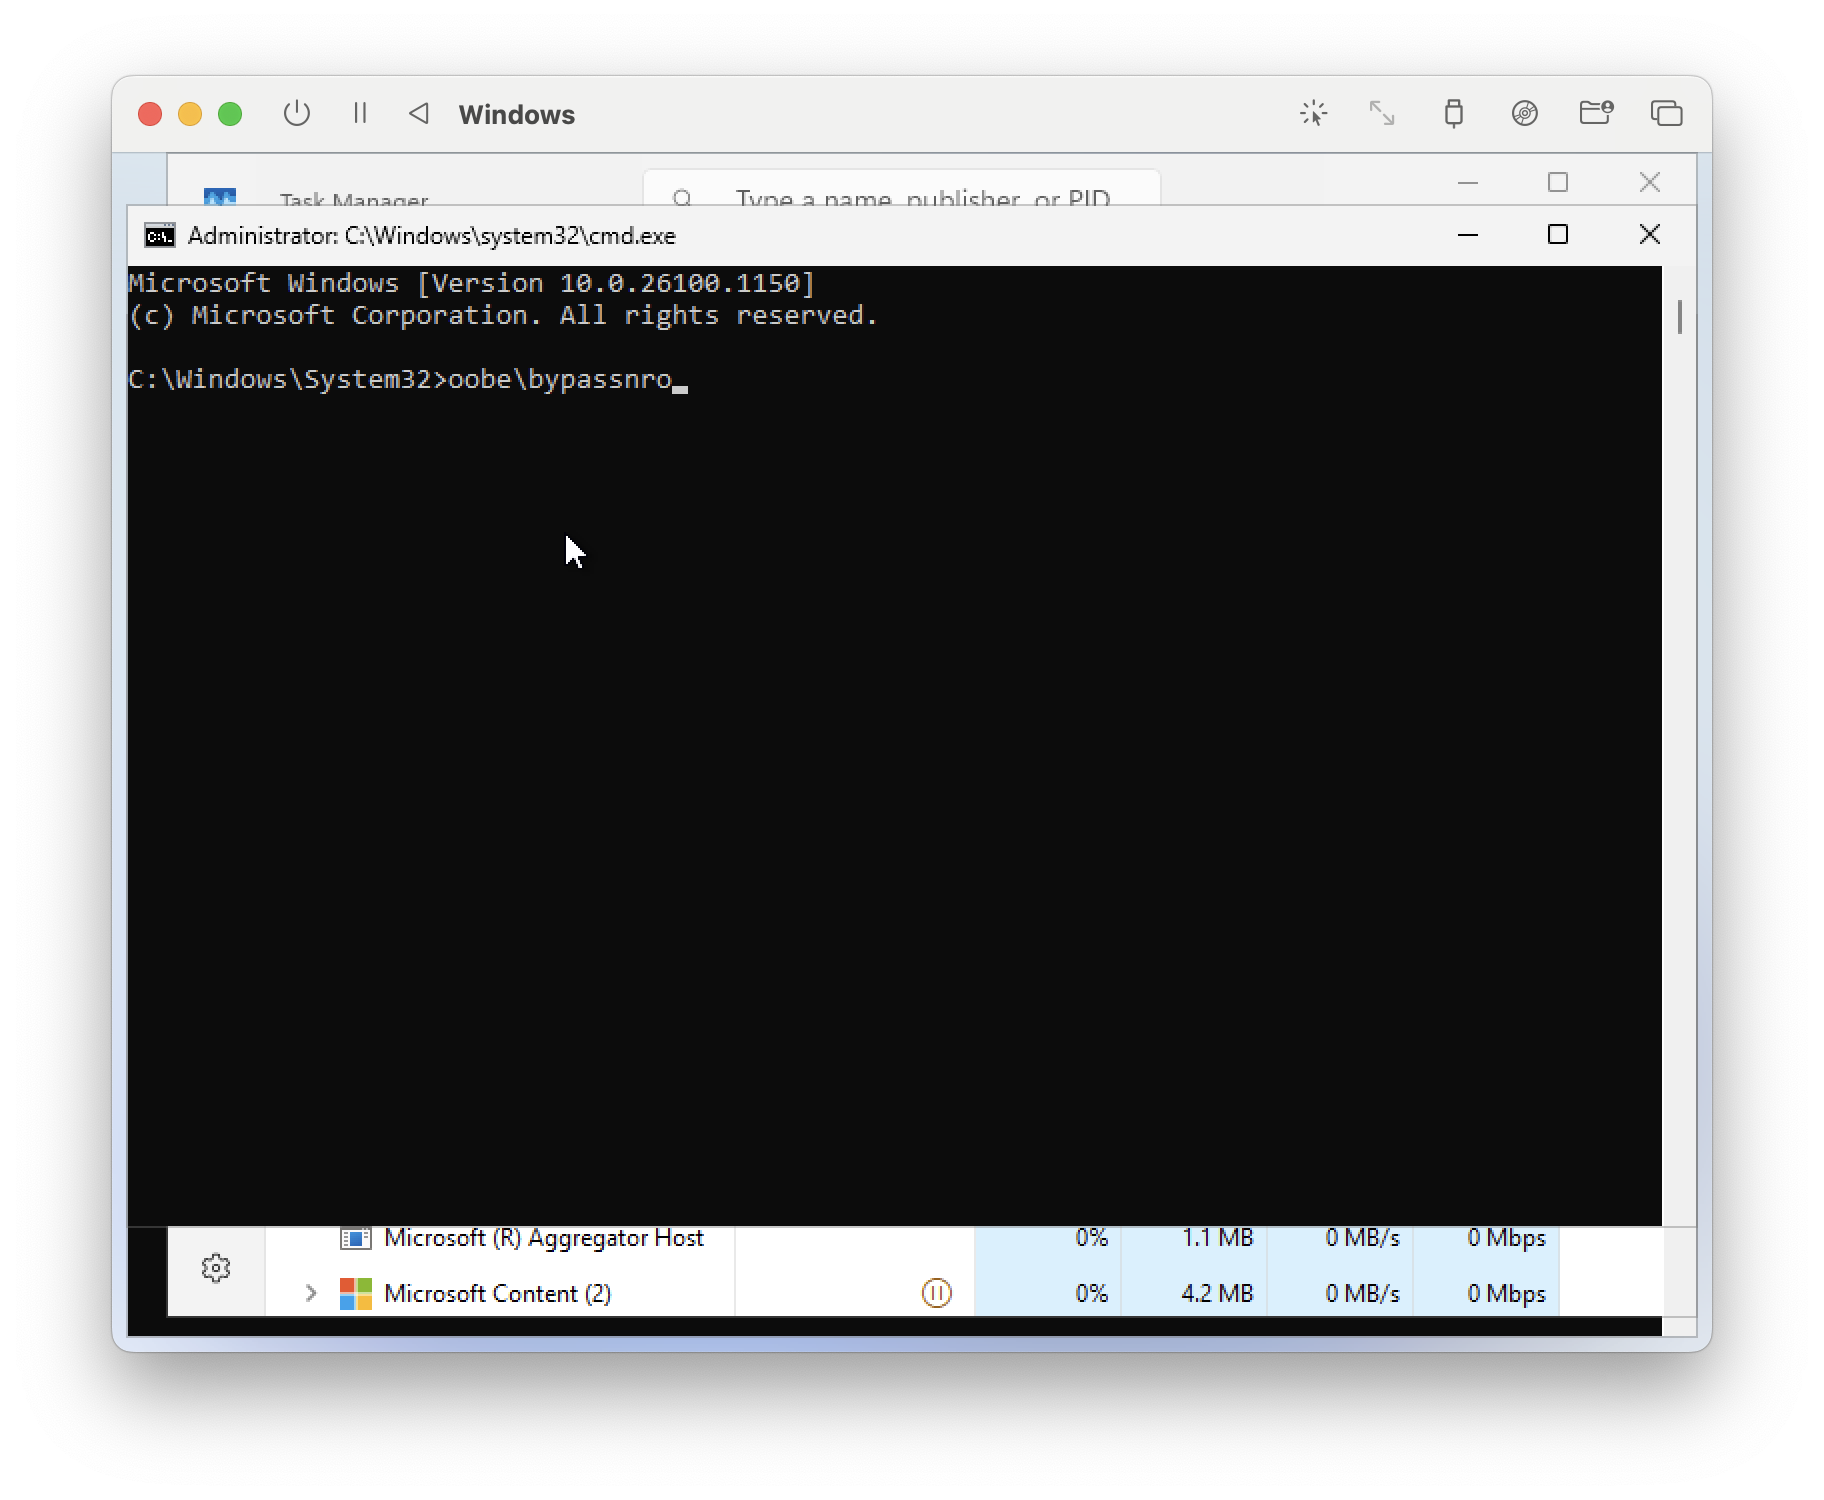 Windows
Task Manager
Type a name, publisher, or PID
Administrator: C:\Windows\system32\cmd.exe
Microsoft Windows [Version 10.0.26100.1150]
(c) Microsoft Corporation. All rights reserved.
C:\Windows\System32>oobe\bypassnro
Microsoft (R) Aggregator Host 0% 1.1 MB 0 MB/s 0 Mbps
Microsoft Content (2) 0% 4.2 MB 0 MB/s 0 Mbps